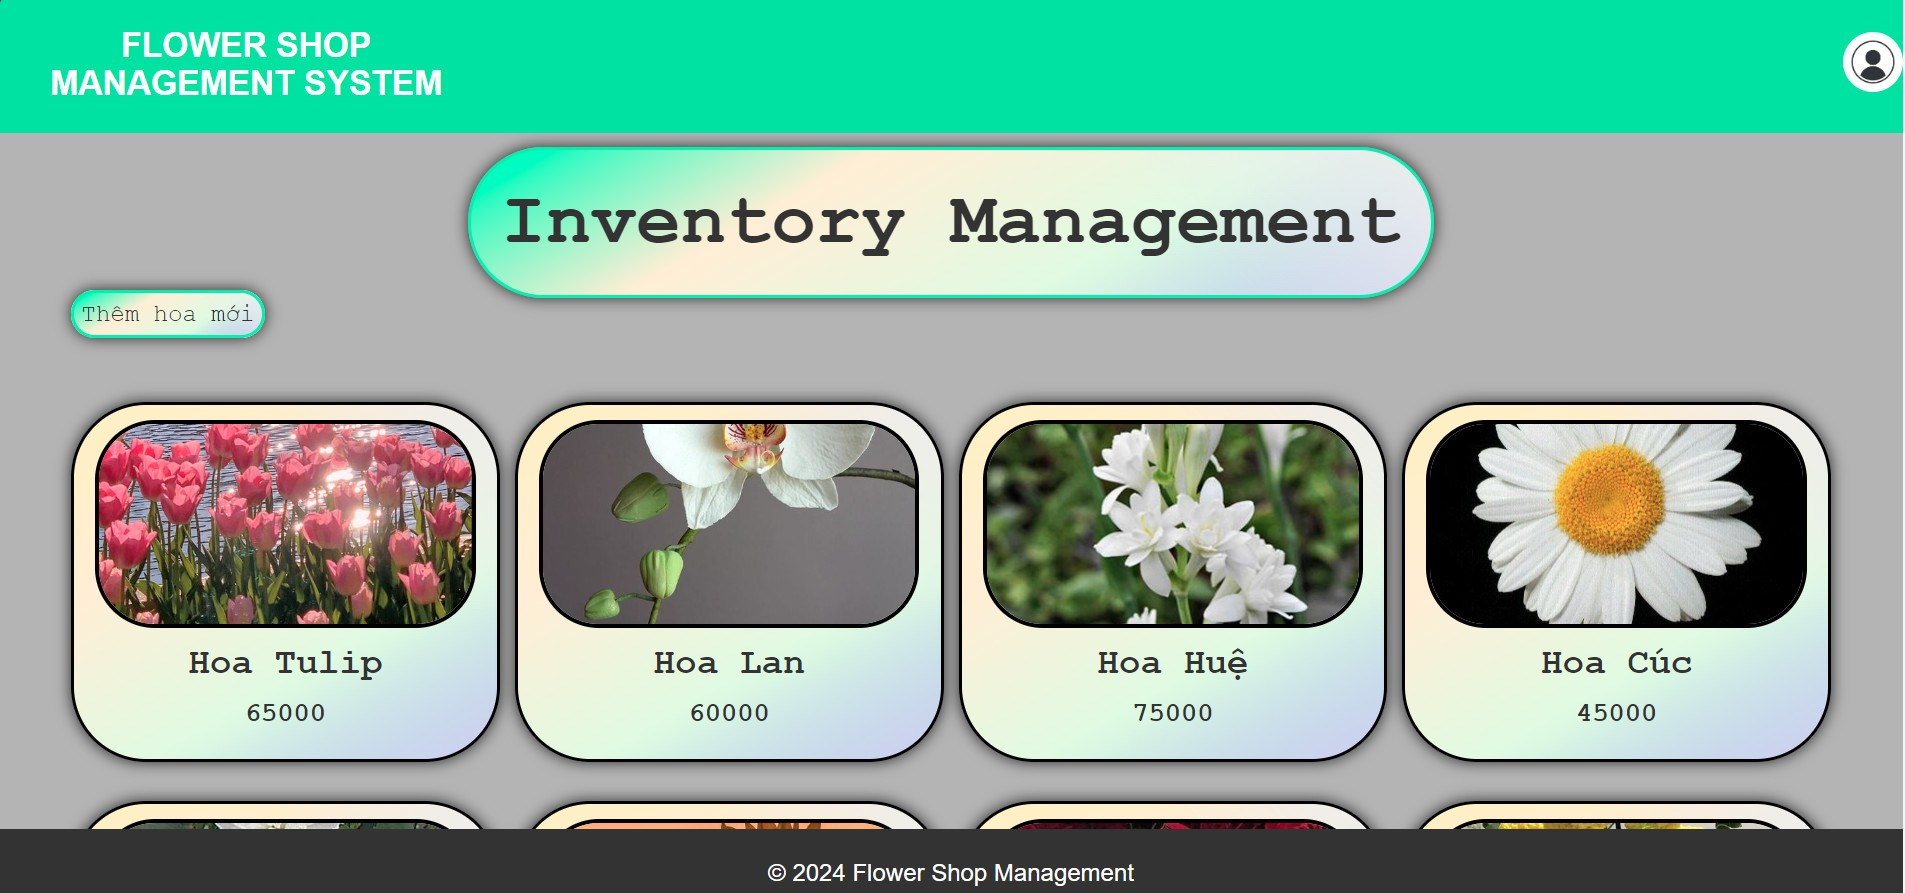 FLOWER SHOP
MANAGEMENT SYSTEM
Inventory Management
Thêm hoa mới
Hoa Tulip
65000
Hoa Lan
60000
Hoa Huệ
75000
Hoa Cúc
45000
© 2024 Flower Shop Management